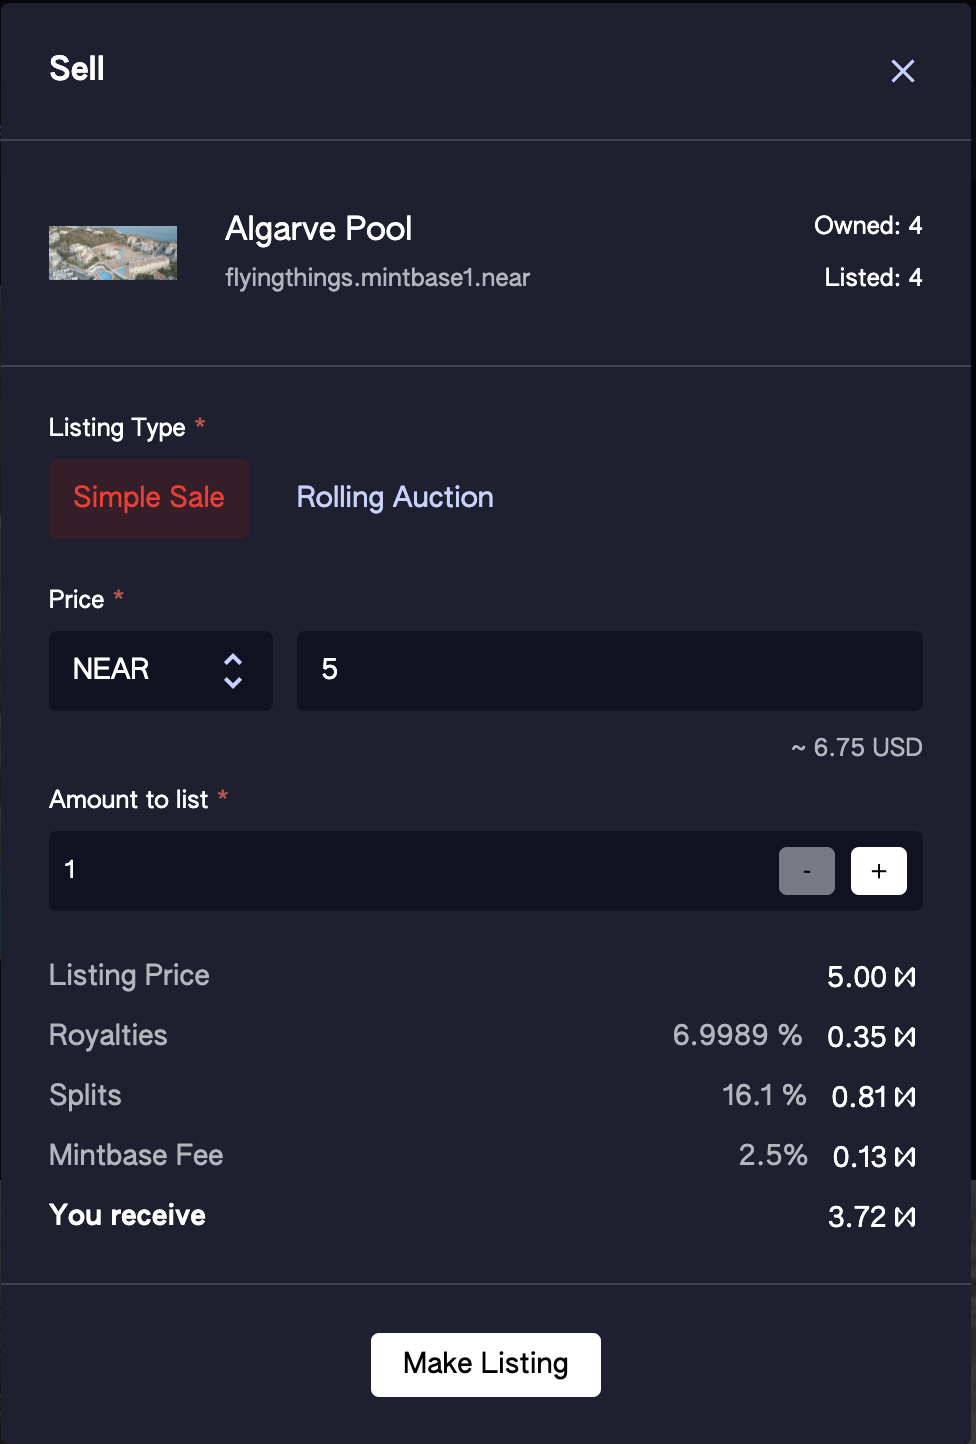 Sell
Algarve Pool
Owned: 4
flyingthings.mintbase1.near
Listed: 4
Listing Type *
Simple Sale
Rolling Auction
Price *
NEAR
5
~ 6.75 USD
Amount to list *
1
-
+
Listing Price 5.00
Royalties 6.9989 % 0.35
Splits 16.1 % 0.81
Mintbase Fee 2.5% 0.13
You receive 3.72
Make Listing